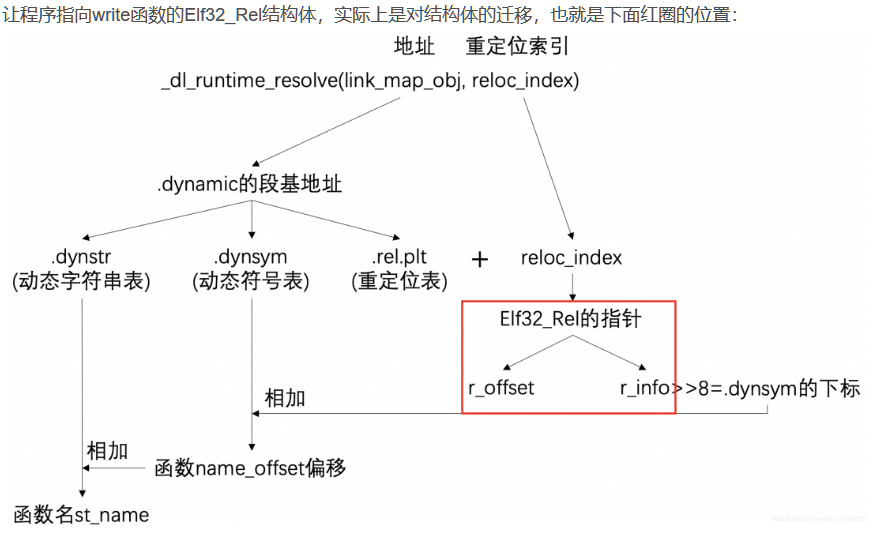 让程序指向write函数的Elf32_Rel结构体，实际上是对结构体的迁移，也就是下面红圈的位置：
地址 重定位索引
_dl_runtime_resolve(link_map_obj, reloc_index)
.dynamic的段基地址
.dynstr .dynsym .rel.plt + reloc_index
(动态字符串表) (动态符号表) (重定位表)
Elf32_Rel的指针
r_offset r_info>>8=.dynsym的下标
相加
相加
函数name_offset偏移
函数名st_name